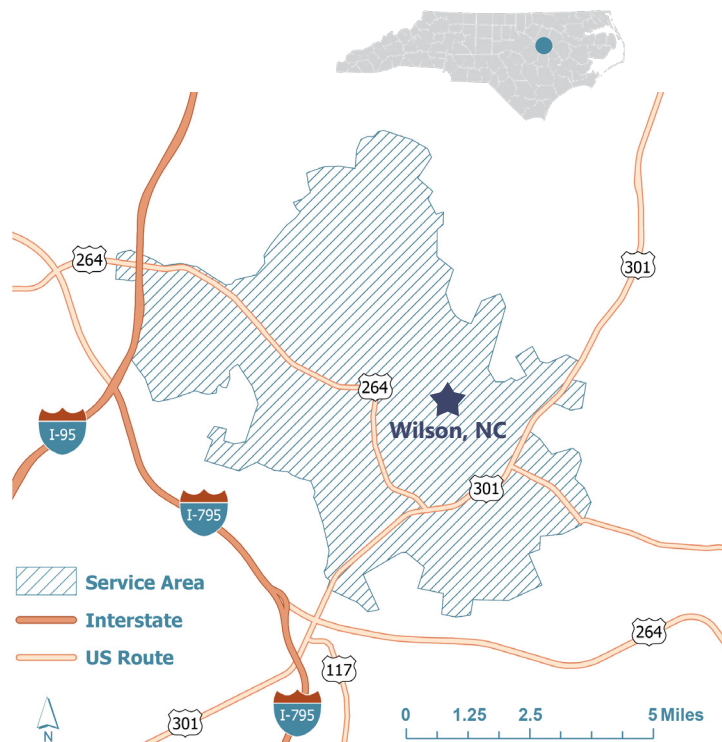 264
301
264
I-95
Wilson, NC
301
I-795
Service Area
Interstate
US Route
264
117
301
I-795
N
0 1.25 2.5 5 Miles